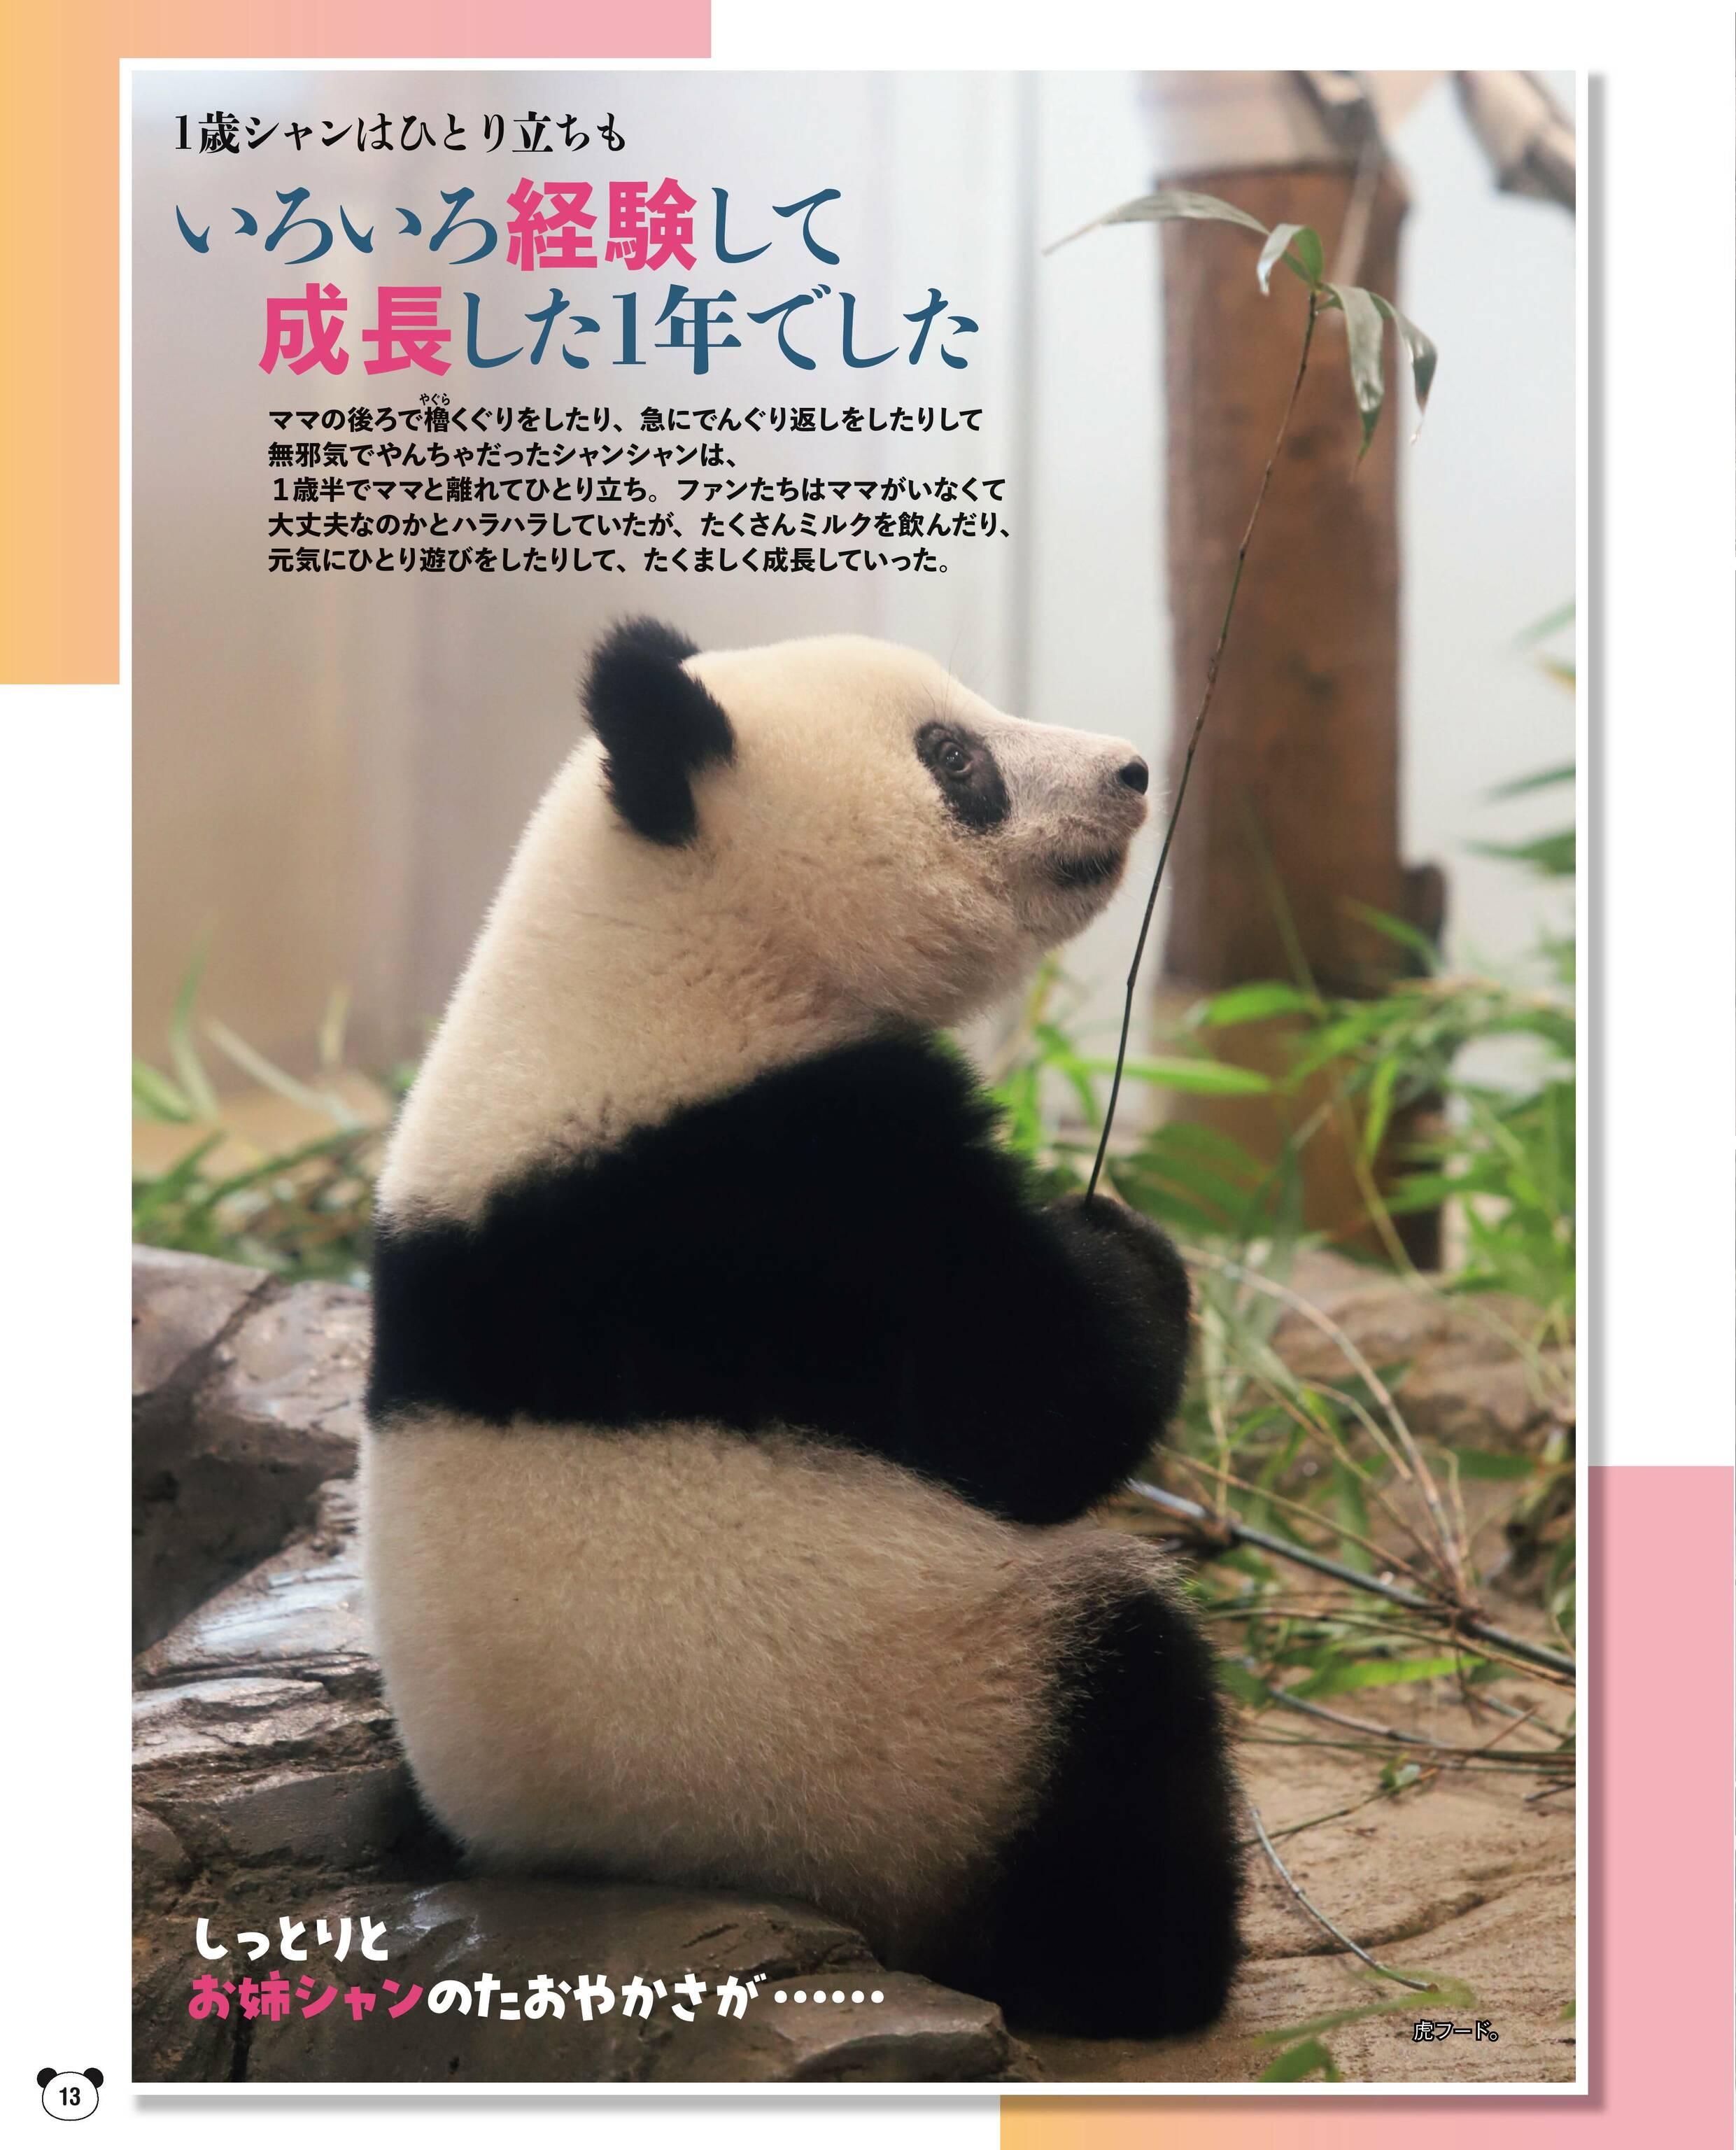 1歳シャンはひとり立ちも
いろいろ経験して
成長した1年でした
ママの後ろで櫓くぐりをしたり、急にでんぐり返しをしたりして
やぐら
無邪気でやんちゃだったシャンシャンは、
1歳半でママと離れてひとり立ち。ファンたちはママがいなくて
大丈夫なのかとハラハラしていたが、たくさんミルクを飲んだり、
元気にひとり遊びをしたりして、たくましく成長していった。
しっとりと
お姉シャンのたおやかさが……
虎フード。
13